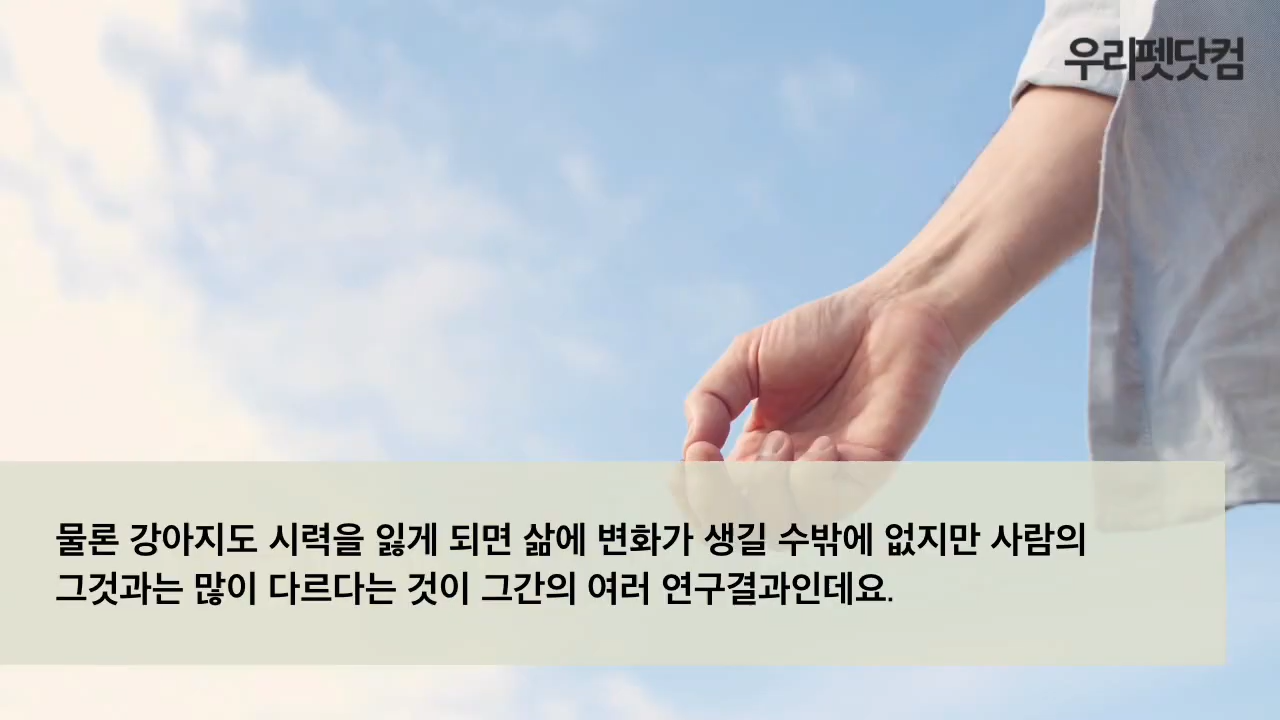 우리펫닷컴
물론 강아지도 시력을 잃게 되면 삶에 변화가 생길 수밖에 없지만 사람의
그것과는 많이 다르다는 것이 그간의 여러 연구결과인데요.